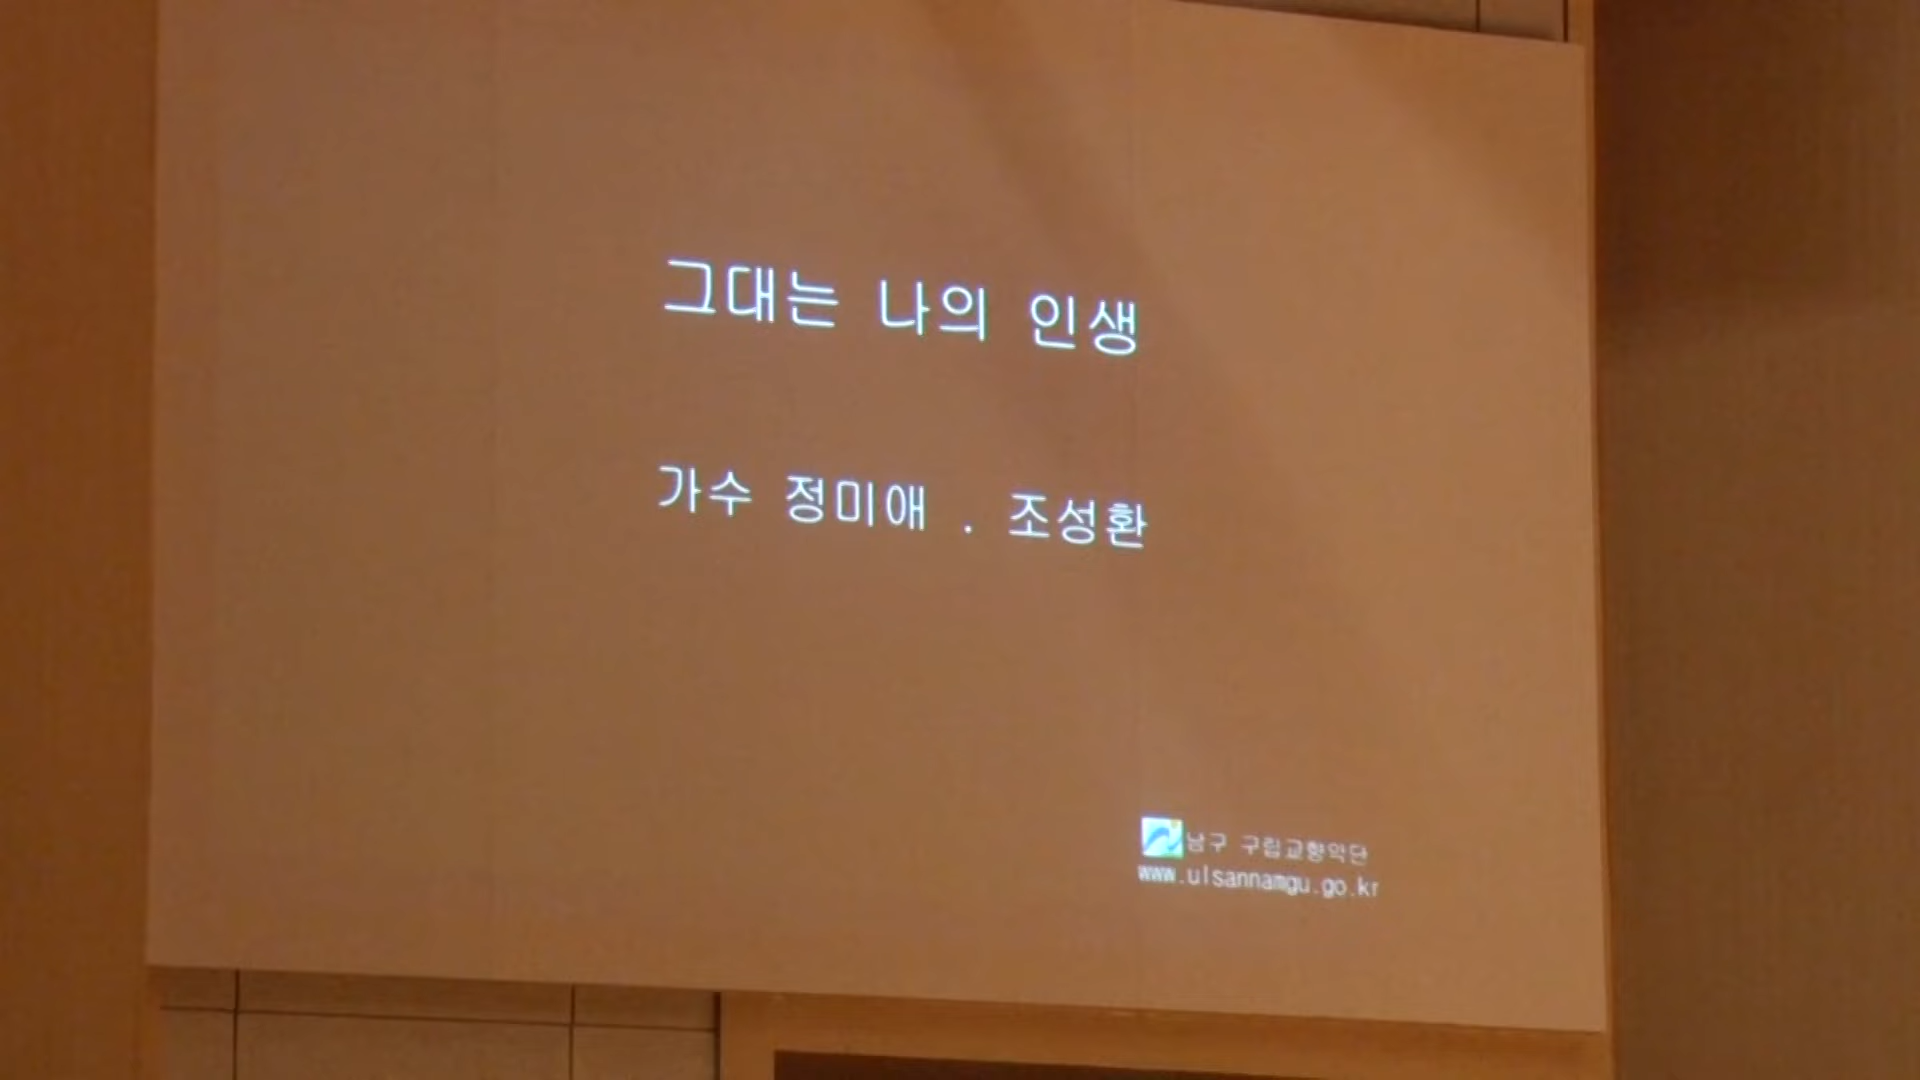 그대는 나의 인생
가수 정미애 . 조성환
남구 구립교향악단
www.ulsannamgu.go.kr